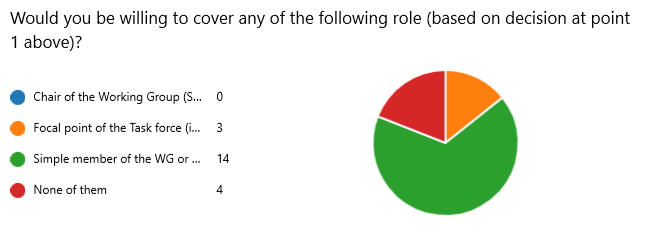 Would you be willing to cover any of the following role (based on decision at point
1 above)?
Chair of the Working Group (S... 0
Focal point of the Task force (i... 3
Simple member of the WG or ... 14
None of them 4